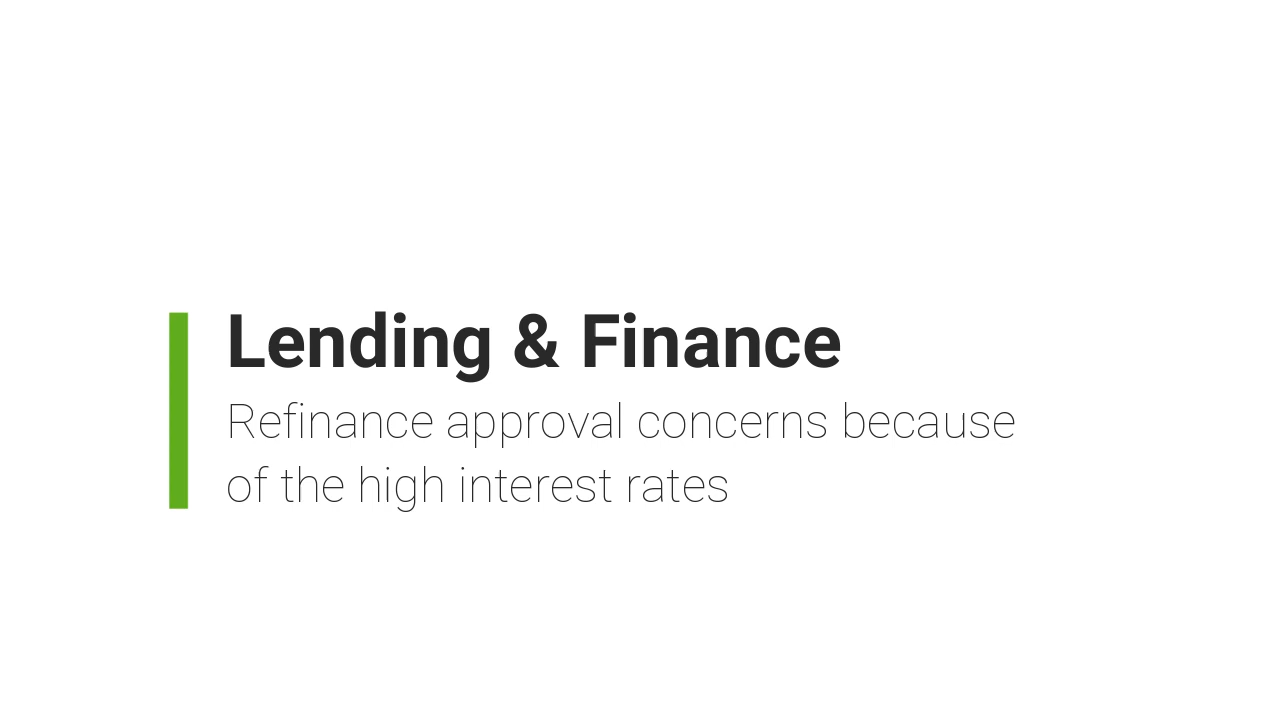 Lending & Finance
Refinance approval concerns because
of the high interest rates